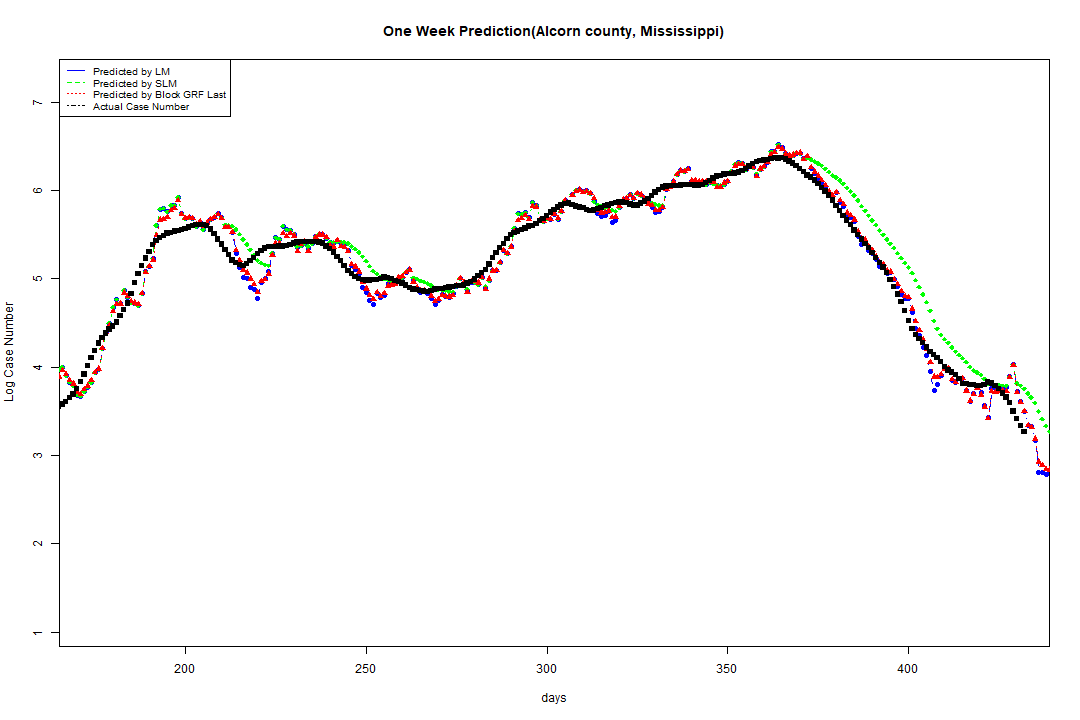 One Week Prediction(Alcorn county, Mississippi)
Predicted by LM
Predicted by SLM
Predicted by Block GRF Last
Actual Case Number
7
6
5
4
3
2
1
Log Case Number
200 250 300 350 400
days